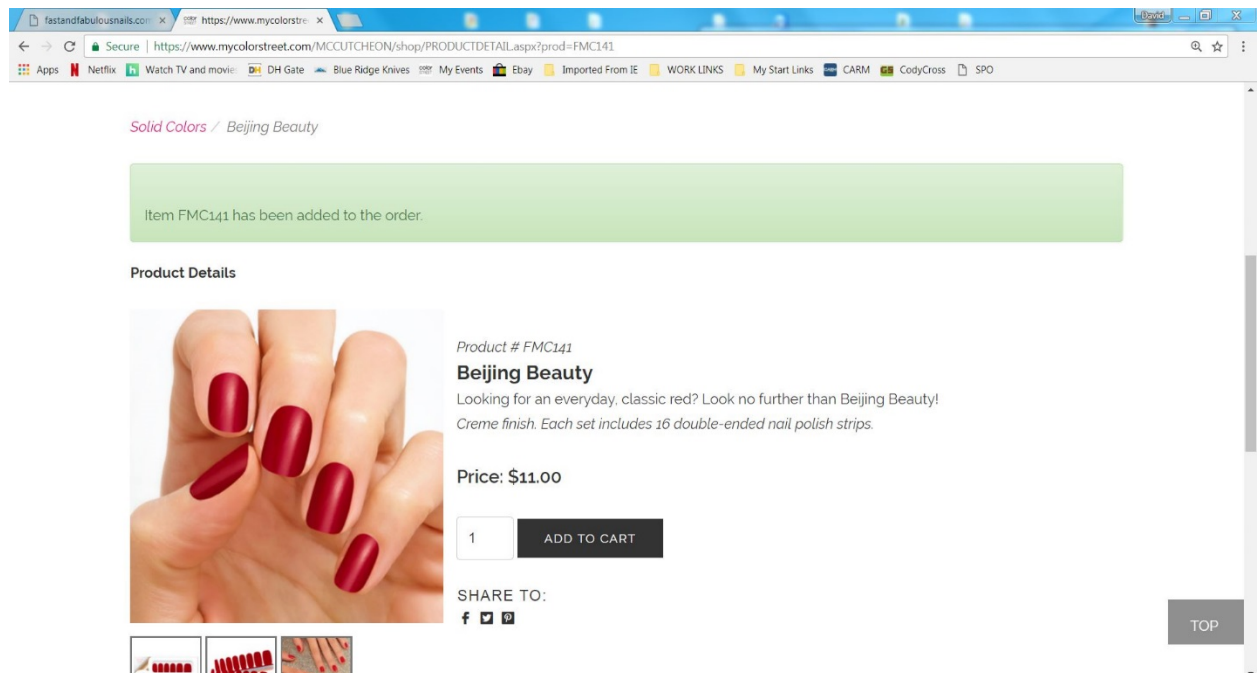 fastandfabulousnails.com
https://www.mycolorstre
David
Secure | https://www.mycolorstreet.com/MCCUTCHEON/shop/PRODUCTDETAIL.aspx?prod=FMC141
Apps Netflix Watch TV and movie DH DH Gate Blue Ridge Knives My Events Ebay Imported From IE WORK LINKS My Start Links CARM GS CodyCross SPO
Solid Colors / Beijing Beauty
Item FMC141 has been added to the order.
Product Details
Product # FMC141
Beijing Beauty
Looking for an everyday, classic red? Look no further than Beijing Beauty!
Creme finish. Each set includes 16 double-ended nail polish strips.
Price: $11.00
1 ADD TO CART
SHARE TO:
TOP